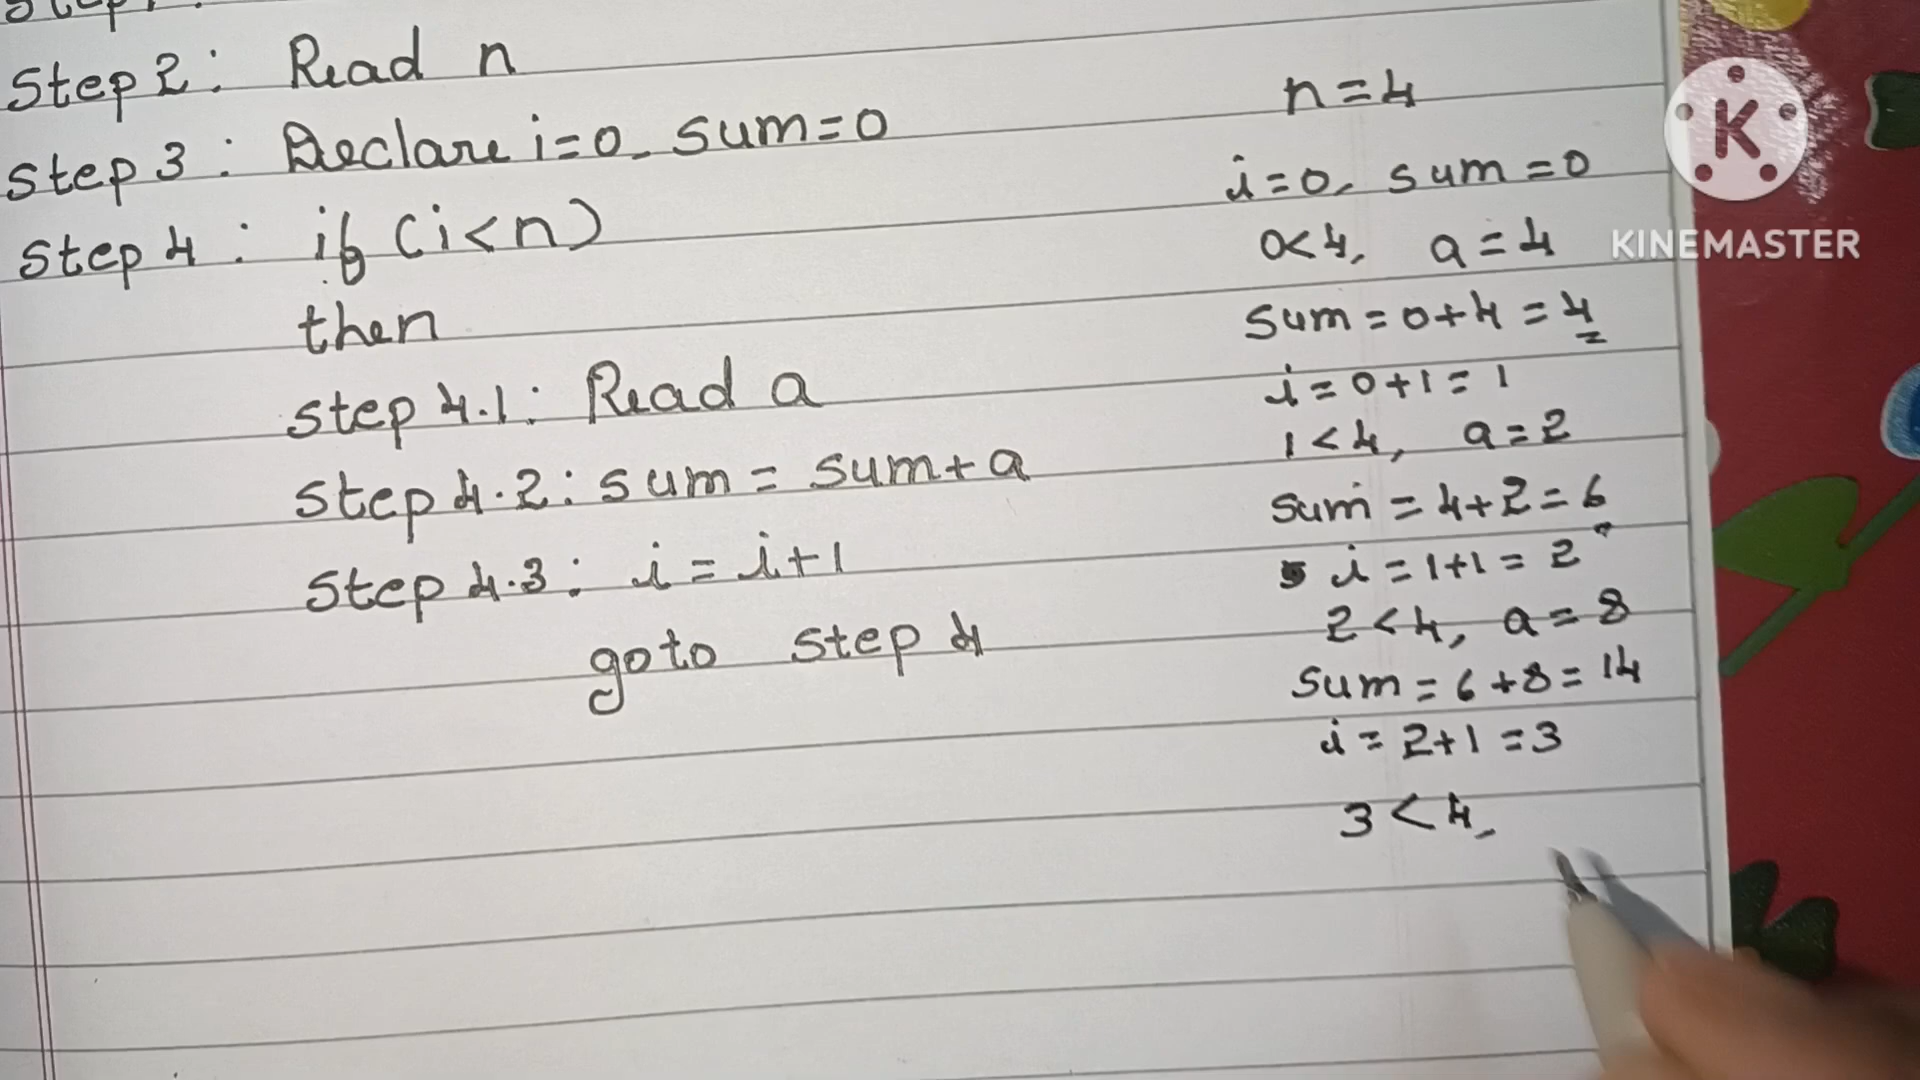 Step 2: Read n
Step 3: Declare i=0, sum=0
Step 4: if (i<n)
then
Step 4.1: Read a
Step 4.2: sum = sum+a
Step 4.3: i = i+1
goto step 4
n=4
i=0, sum=0
0<4, a=4
Sum=0+4=4
i=0+1=1
1<4, a=2
Sum=4+2=6
i=1+1=2
2<4, a=8
Sum=6+8=14
i=2+1=3
3<4,
K
KINEMASTER